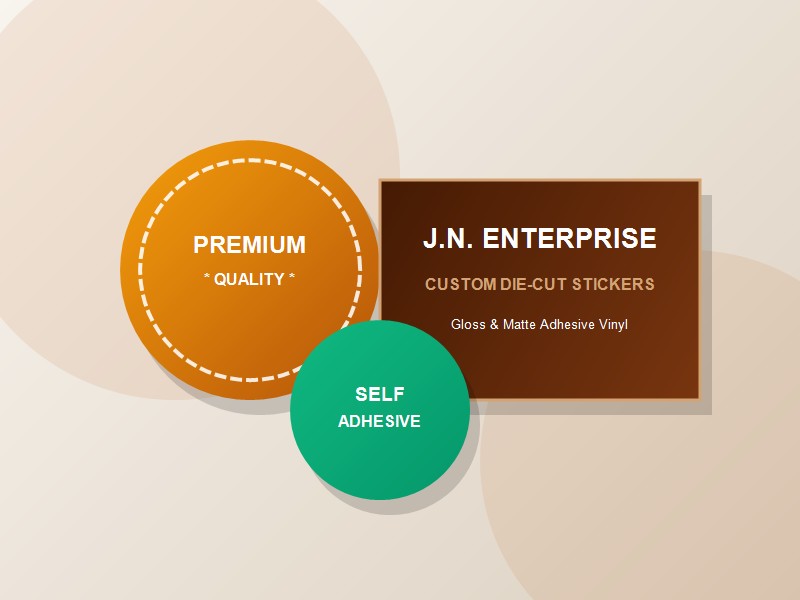 PREMIUM
* QUALITY *
J.N. ENTERPRISE
CUSTOM DIE-CUT STICKERS
Gloss & Matte Adhesive Vinyl
SELF
ADHESIVE